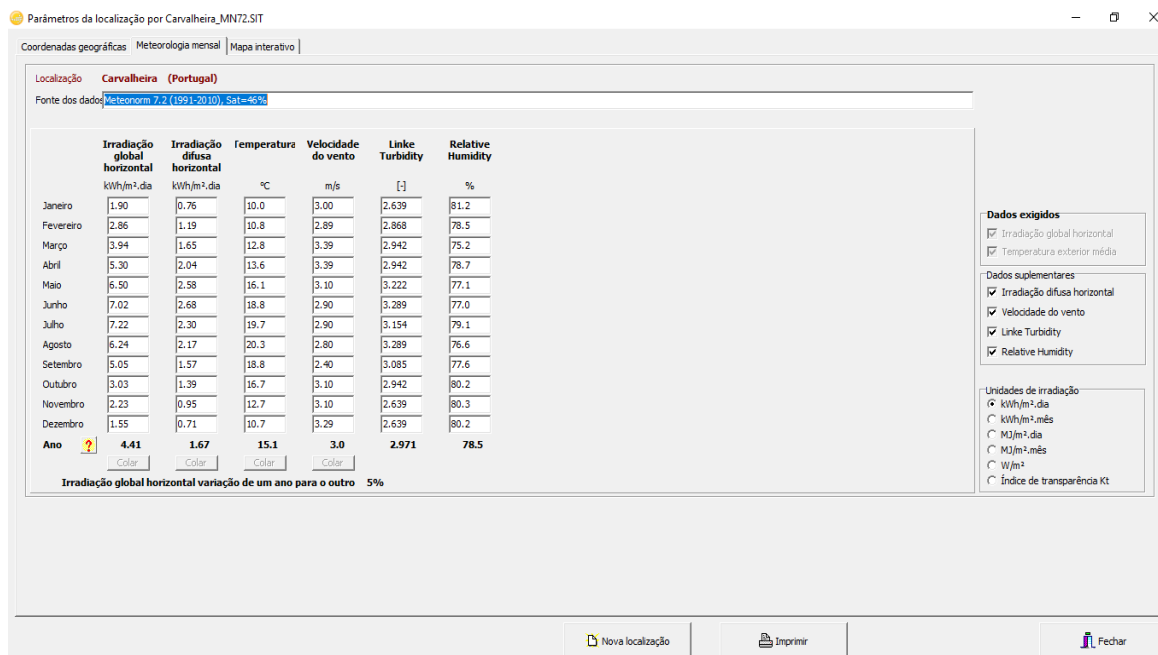 Parâmetros da localização por Carvalheira_MN72.SIT
Coordenadas geográficas Meteorologia mensal Mapa interativo
Localização Carvalheira (Portugal)
Fonte dos dados Meteonorm 7.2 (1991-2010), Sat=46%
Irradiação global horizontal Irradiação difusa horizontal Temperatura Velocidade do vento Linke Turbidity Relative Humidity
kWh/m².dia kWh/m².dia °C m/s [-] %
Janeiro 1.90 0.76 10.0 3.00 2.639 81.2
Fevereiro 2.86 1.19 10.8 2.89 2.868 78.5
Março 3.94 1.65 12.8 3.39 2.942 75.2
Abril 5.30 2.04 13.6 3.39 2.942 78.7
Maio 6.50 2.58 16.1 3.10 3.222 77.1
Junho 7.02 2.68 18.8 2.90 3.289 77.0
Julho 7.22 2.30 19.7 2.90 3.154 79.1
Agosto 6.24 2.17 20.3 2.80 3.289 76.6
Setembro 5.05 1.57 18.8 2.40 3.085 77.6
Outubro 3.03 1.39 16.7 3.10 2.942 80.2
Novembro 2.23 0.95 12.7 3.10 2.639 80.3
Dezembro 1.55 0.71 10.7 3.29 2.639 80.2
Ano ? 4.41 1.67 15.1 3.0 2.971 78.5
Colar Colar Colar Colar
Irradiação global horizontal variação de um ano para o outro 5%
Dados exigidos
Irradiação global horizontal
Temperatura exterior média
Dados suplementares
Irradiação difusa horizontal
Velocidade do vento
Linke Turbidity
Relative Humidity
Unidades de irradiação
kWh/m².dia
kWh/m².mês
MJ/m².dia
MJ/m².mês
W/m²
Índice de transparência Kt
Nova localização Imprimir Fechar